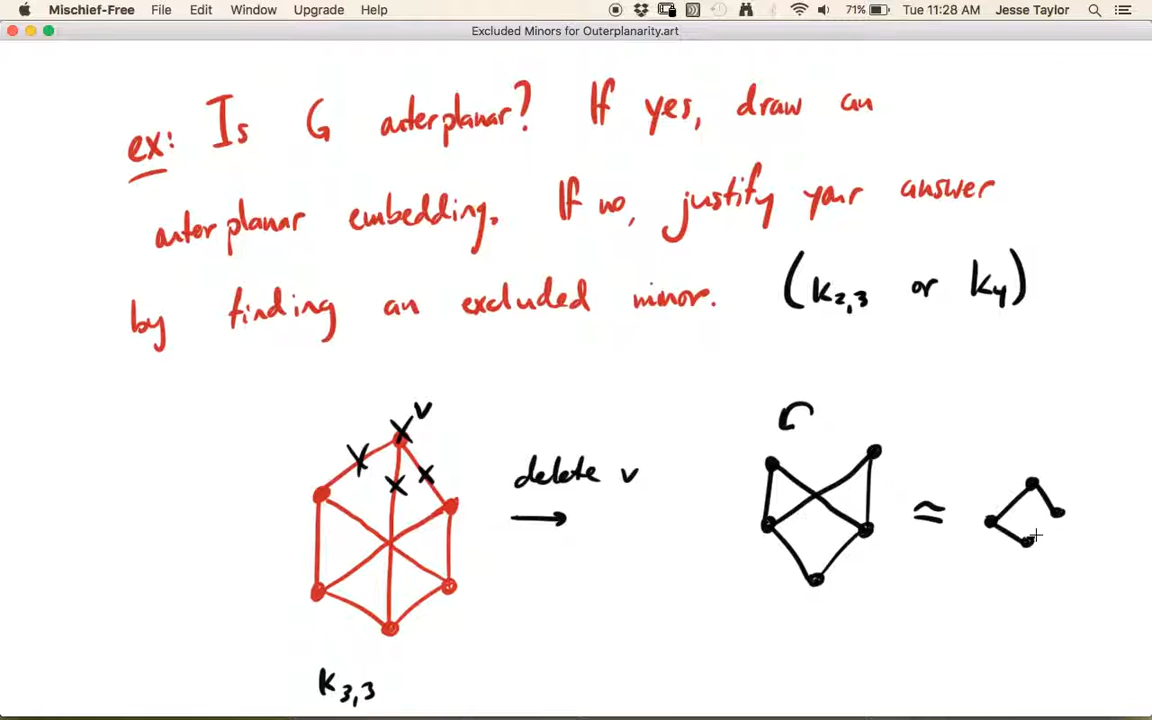 Mischief-Free File Edit Window Upgrade Help 71% Tue 11:28 AM Jesse Taylor
Excluded Minors for Outerplanarity.art
ex: Is G outerplanar? If yes, draw an
outerplanar embedding. If no, justify your answer
by finding an excluded minor. (K2,3 or K4)
v
delete v
→
≈
K3,3